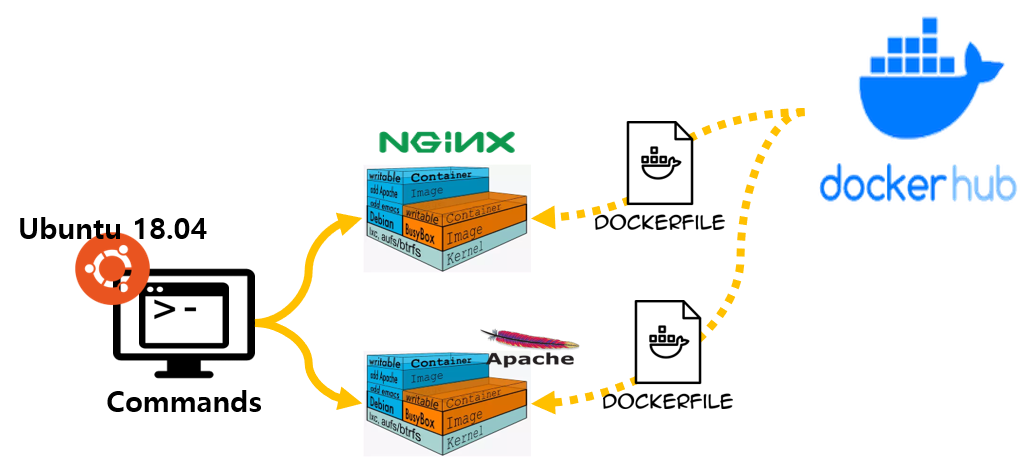 NGINX
docker hub
writable Container
add Apache Image
add emacs writable Container
Debian BusyBox Image
lxc, aufs/btrfs Kernel
DOCKERFILE
Ubuntu 18.04
>-
Commands
Apache
writable Container
add Apache Image
add emacs writable Container
Debian BusyBox Image
lxc, aufs/btrfs Kernel
DOCKERFILE